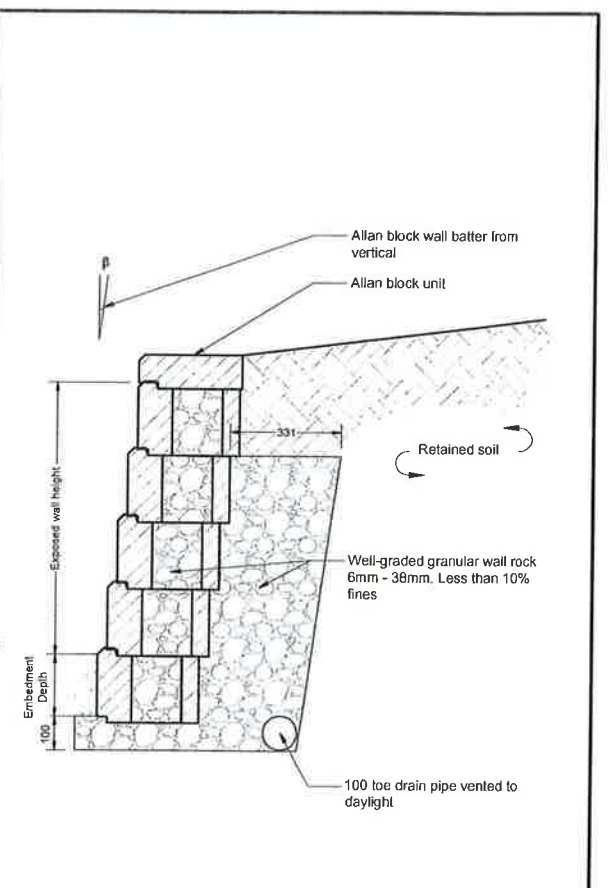 Allan block wall batter from
vertical
β
Allan block unit
331
Retained soil
Exposed wall height
Well-graded granular wall rock
6mm - 38mm. Less than 10%
fines
Embedment
Depth
100
100 toe drain pipe vented to
daylight